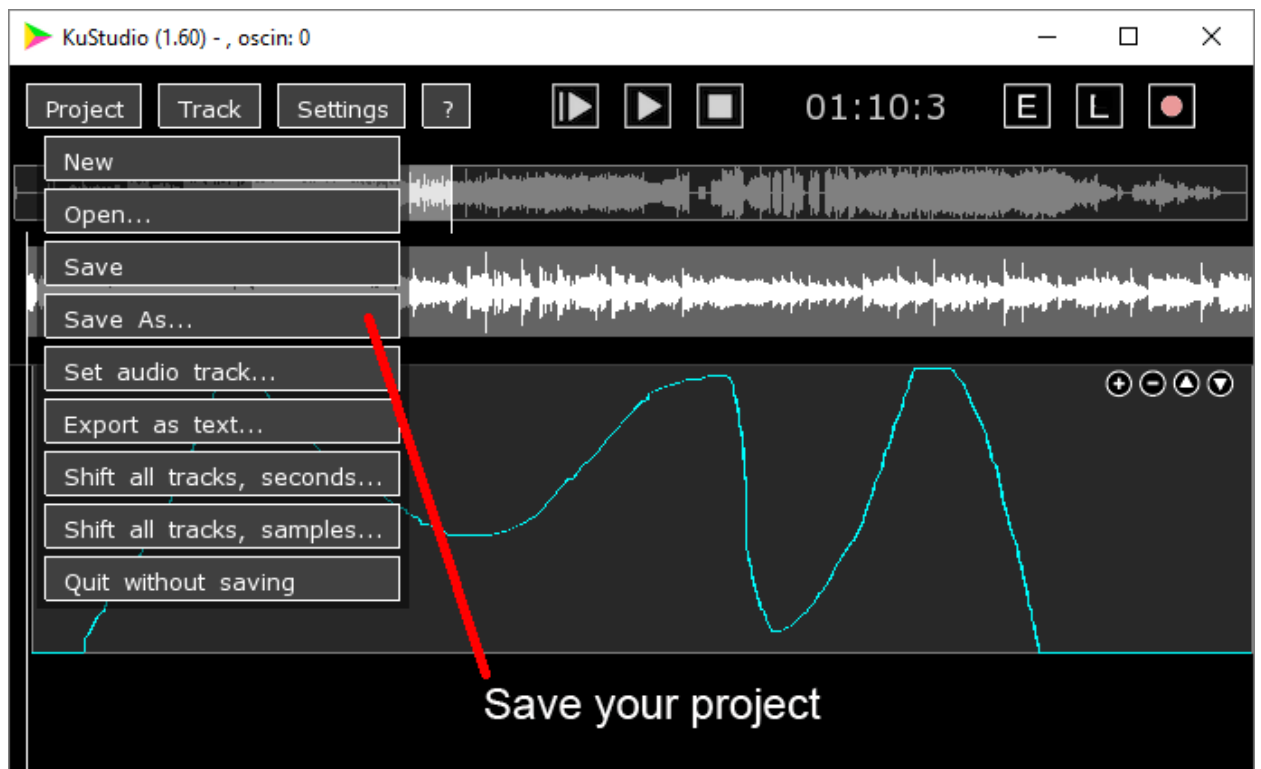 KuStudio (1.60) - , oscin: 0
Project Track Settings ? 01:10:3 E L
New
Open...
Save
Save As...
Set audio track...
Export as text...
Shift all tracks, seconds...
Shift all tracks, samples...
Quit without saving
Save your project